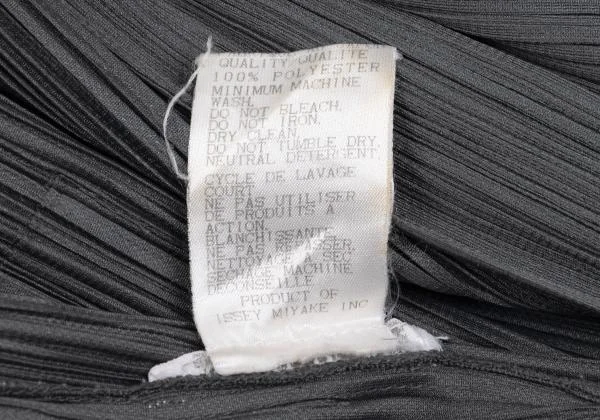 QUALITY QUALITE
100% POLYESTER
MINIMUM MACHINE
WASH.
DO NOT BLEACH.
DO NOT IRON.
DRY CLEAN.
DO NOT TUMBLE DRY.
NEUTRAL DETERGENT.
CYCLE DE LAVAGE
COURT
NE PAS UTILISER
DE PRODUITS A
ACTION.
BLANCHISSANTE
NE PAS REPASSER.
NETTOYAGE A SEC
SECHAGE MACHINE
DECONSEILLE
PRODUCT OF
ISSEY MIYAKE INC